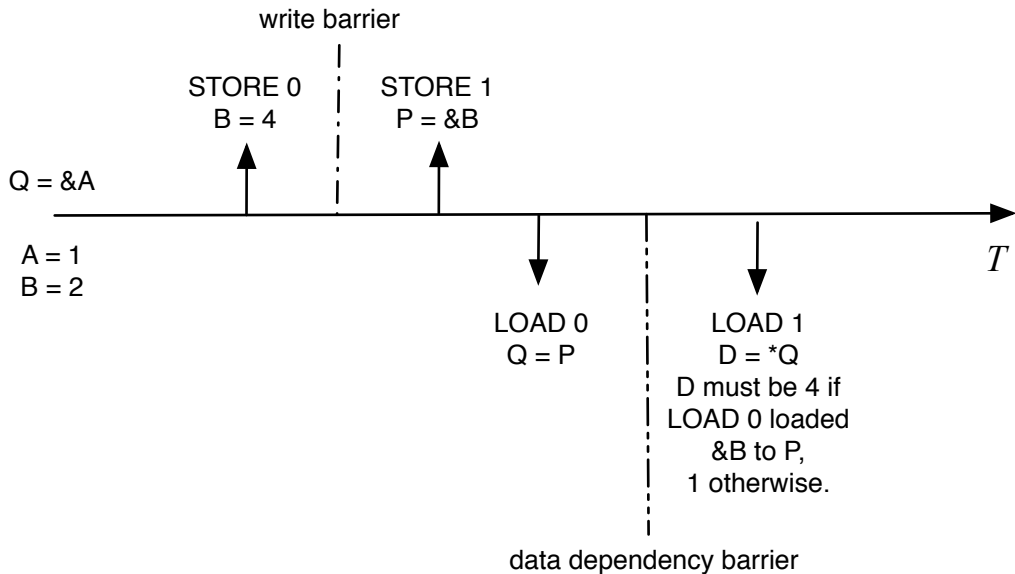 write barrier
STORE 0
B = 4
STORE 1
P = &B
Q = &A
A = 1
B = 2
T
LOAD 0
Q = P
LOAD 1
D = *Q
D must be 4 if
LOAD 0 loaded
&B to P,
1 otherwise.
data dependency barrier